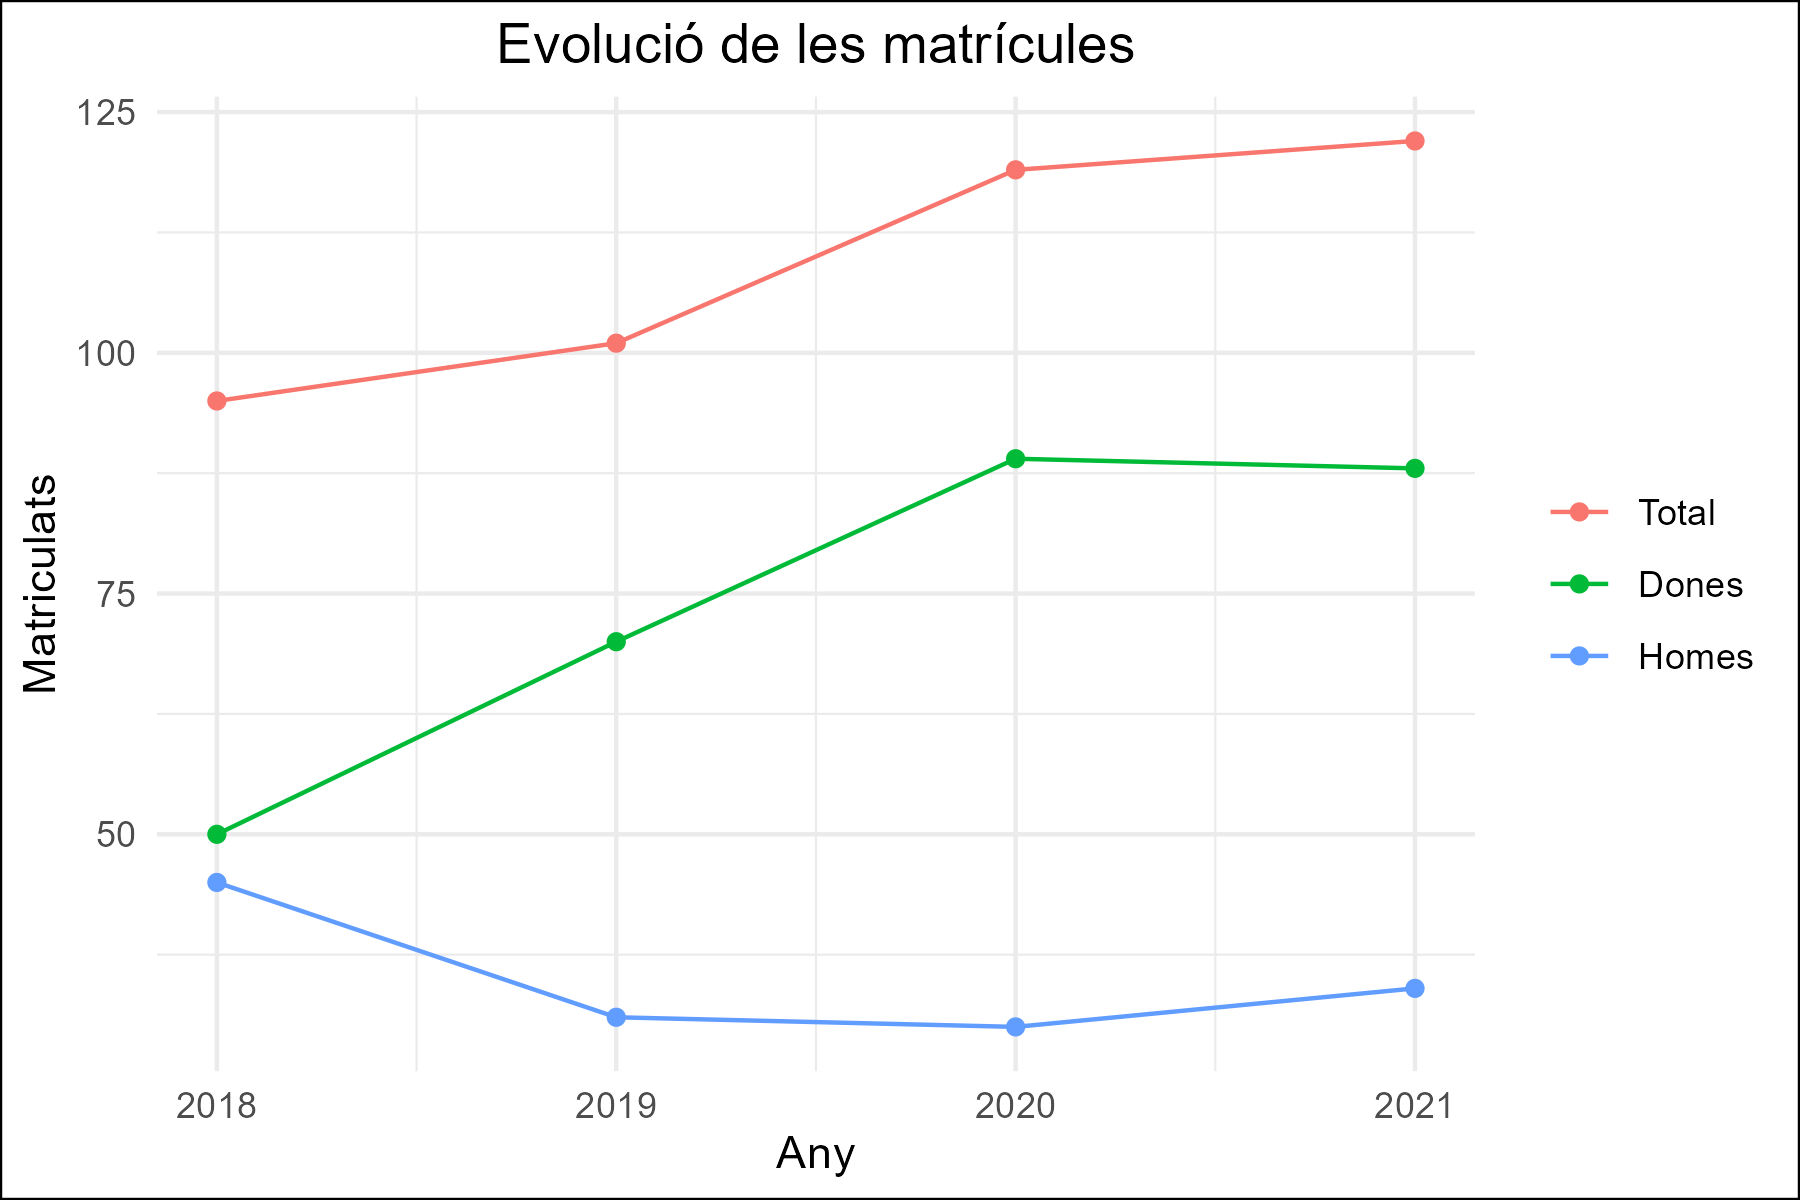 Evolució de les matrícules
125
100
75
50
Matriculats
2018 2019 2020 2021
Any
Total
Dones
Homes